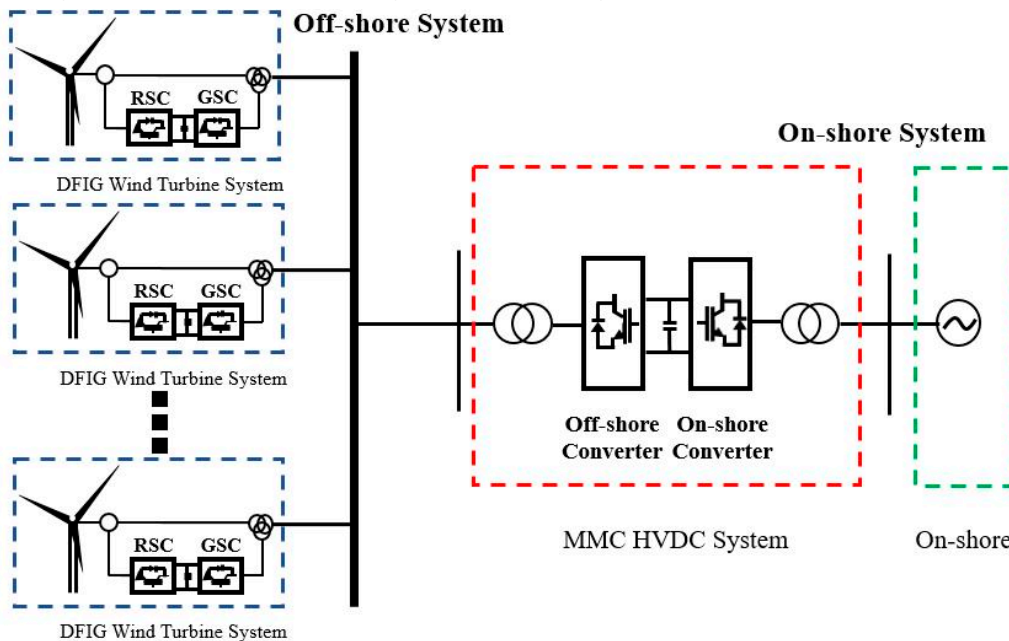 Off-shore System
RSC GSC
DFIG Wind Turbine System
On-shore System
RSC GSC
DFIG Wind Turbine System
Off-shore On-shore
Converter Converter
RSC GSC
MMC HVDC System
On-shore
DFIG Wind Turbine System